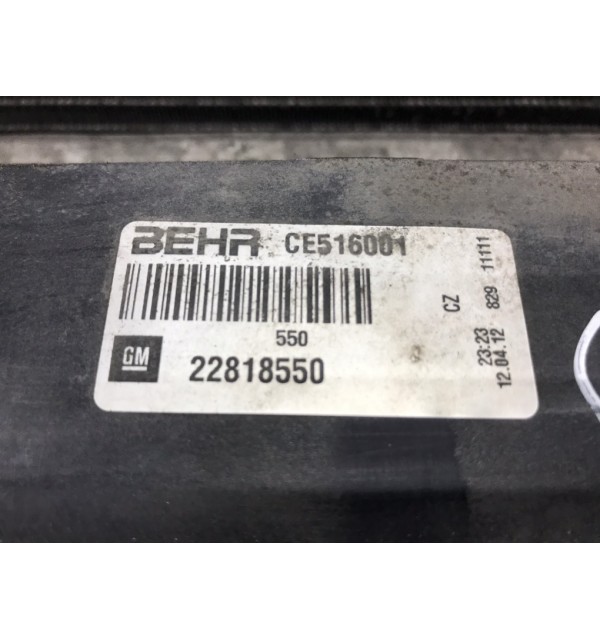 BEHR CE516001
550
GM 22818550
CZ
23:23 829 11111
12.04.12